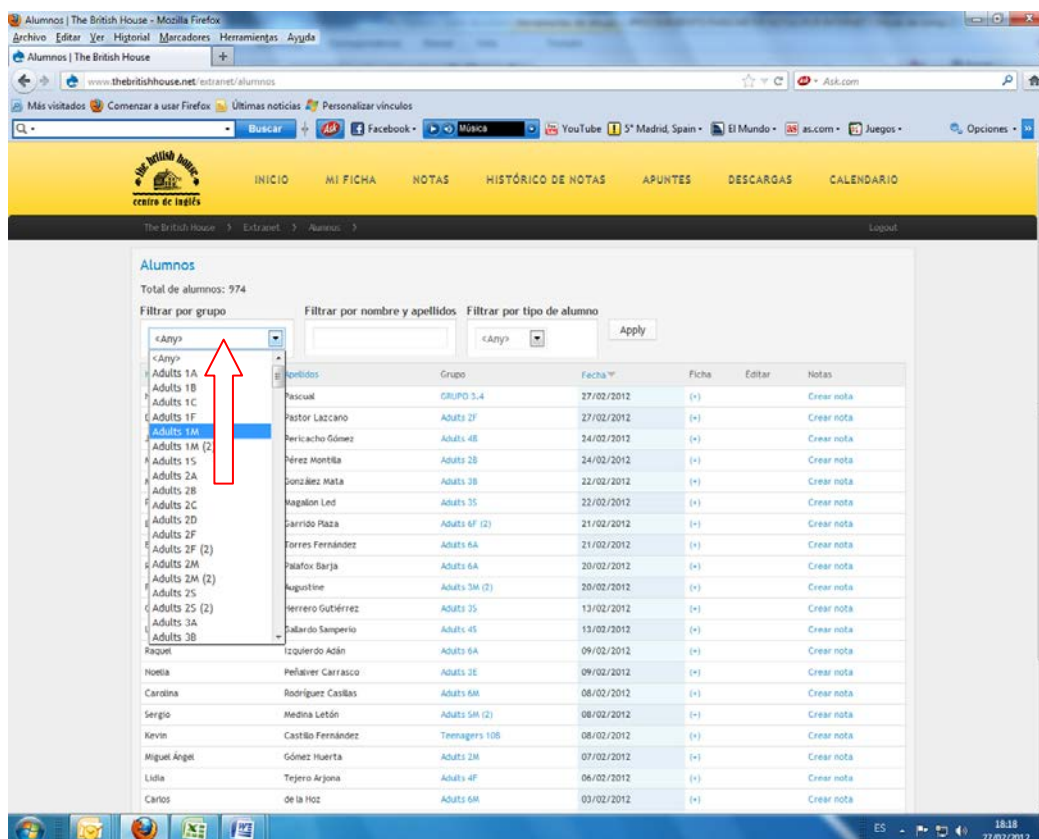 Alumnos | The British House - Mozilla Firefox
Archivo Editar Ver Historial Marcadores Herramientas Ayuda
Alumnos | The British House
www.thebritishhouse.net/extranet/alumnos
Ask.com
Más visitados Comenzar a usar Firefox Últimas noticias Personalizar vínculos
Buscar Ask Facebook Música YouTube 5° Madrid, Spain El Mundo as.com Juegos Opciones
the british house
centro de inglés
INICIO MI FICHA NOTAS HISTÓRICO DE NOTAS APUNTES DESCARGAS CALENDARIO
The British House > Extranet > Alumnos > Logout
Alumnos
Total de alumnos: 974
Filtrar por grupo Filtrar por nombre y apellidos Filtrar por tipo de alumno
<Any> <Any> Apply
<Any>
Adults 1A
Adults 1B
Adults 1C
Adults 1F
Adults 1M
Adults 1M (2)
Adults 1S
Adults 2A
Adults 2B
Adults 2C
Adults 2D
Adults 2F
Adults 2F (2)
Adults 2M
Adults 2M (2)
Adults 2S
Adults 2S (2)
Adults 3A
Adults 3B
Apellidos Grupo Fecha Ficha Editar Notas
Pascual GRUPO 3.4 27/02/2012 (+) Crear nota
Pastor Lazcano Adults 2F 27/02/2012 (+) Crear nota
Pericacho Gómez Adults 4B 24/02/2012 (+) Crear nota
Pérez Montilla Adults 2B 24/02/2012 (+) Crear nota
González Mata Adults 3B 22/02/2012 (+) Crear nota
Magallon Led Adults 3S 22/02/2012 (+) Crear nota
Garrido Plaza Adults 6F (2) 21/02/2012 (+) Crear nota
Torres Fernández Adults 6A 21/02/2012 (+) Crear nota
Palafox Barja Adults 6A 20/02/2012 (+) Crear nota
Augustine Adults 3M (2) 20/02/2012 (+) Crear nota
Herrero Gutiérrez Adults 3S 13/02/2012 (+) Crear nota
Gallardo Samperio Adults 4S 13/02/2012 (+) Crear nota
Raquel Izquierdo Adán Adults 6A 09/02/2012 (+) Crear nota
Noelia Peñalver Carrasco Adults 3E 09/02/2012 (+) Crear nota
Carolina Rodríguez Casillas Adults 6M 08/02/2012 (+) Crear nota
Sergio Medina Letón Adults 5M (2) 08/02/2012 (+) Crear nota
Kevin Castillo Fernández Teenagers 10B 08/02/2012 (+) Crear nota
Miguel Ángel Gómez Huerta Adults 2M 07/02/2012 (+) Crear nota
Lidia Tejero Arjona Adults 4F 06/02/2012 (+) Crear nota
Carlos de la Hoz Adults 6M 03/02/2012 (+) Crear nota
ES 18:18
27/02/2012